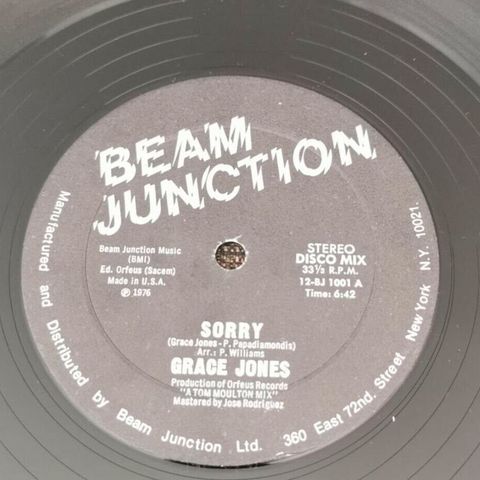 BEAM
JUNCTION
Beam Junction Music
(BMI)
Ed. Orfeus (Sacem)
Made in U.S.A.
℗ 1976
STEREO
DISCO MIX
33⅓ R.P.M.
12-BJ 1001 A
Time: 6:42
SORRY
(Grace Jones - P. Papadiamondis)
Arr: P. Williams
GRACE JONES
Production of Orfeus Records
"A TOM MOULTON MIX"
Mastered by Jose Rodriguez
Manufactured and Distributed by Beam Junction Ltd. 360 East 72nd. Street New York N.Y. 10021.